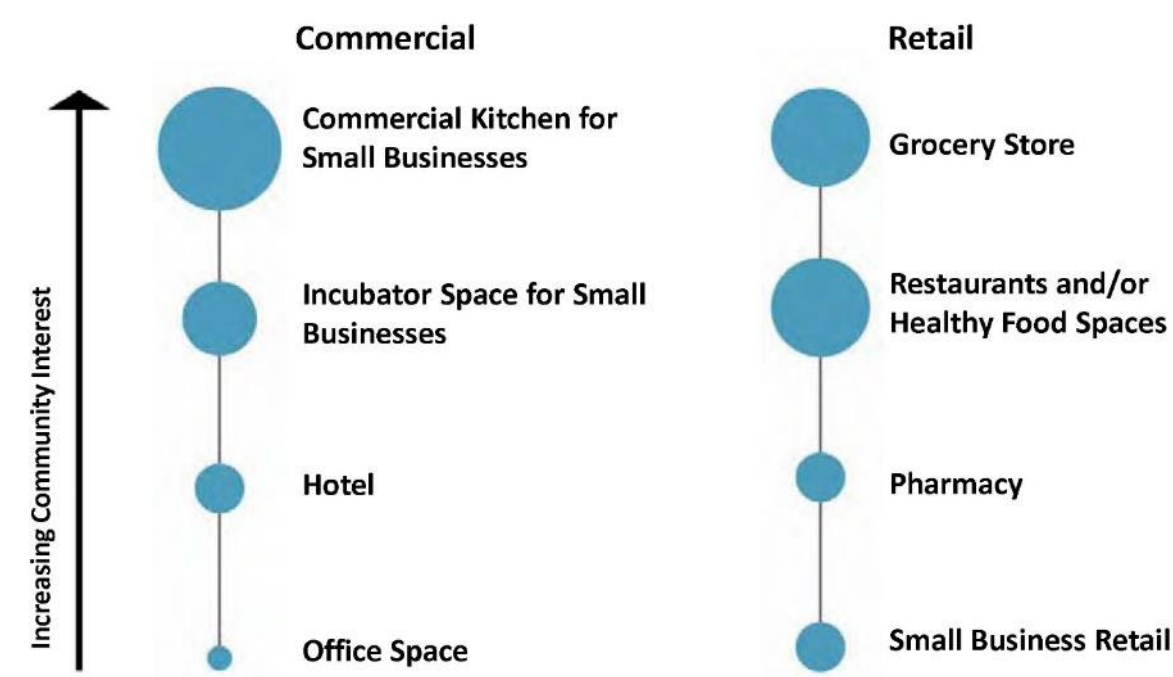 Commercial
Commercial Kitchen for
Small Businesses
Incubator Space for Small
Businesses
Hotel
Office Space
Retail
Grocery Store
Restaurants and/or
Healthy Food Spaces
Pharmacy
Small Business Retail
Increasing Community Interest